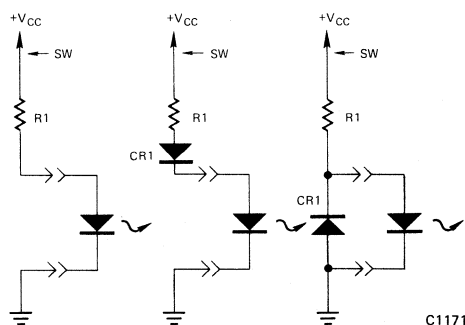 +VCC +VCC +VCC
SW SW SW
R1 R1 R1
CR1
CR1
C1171